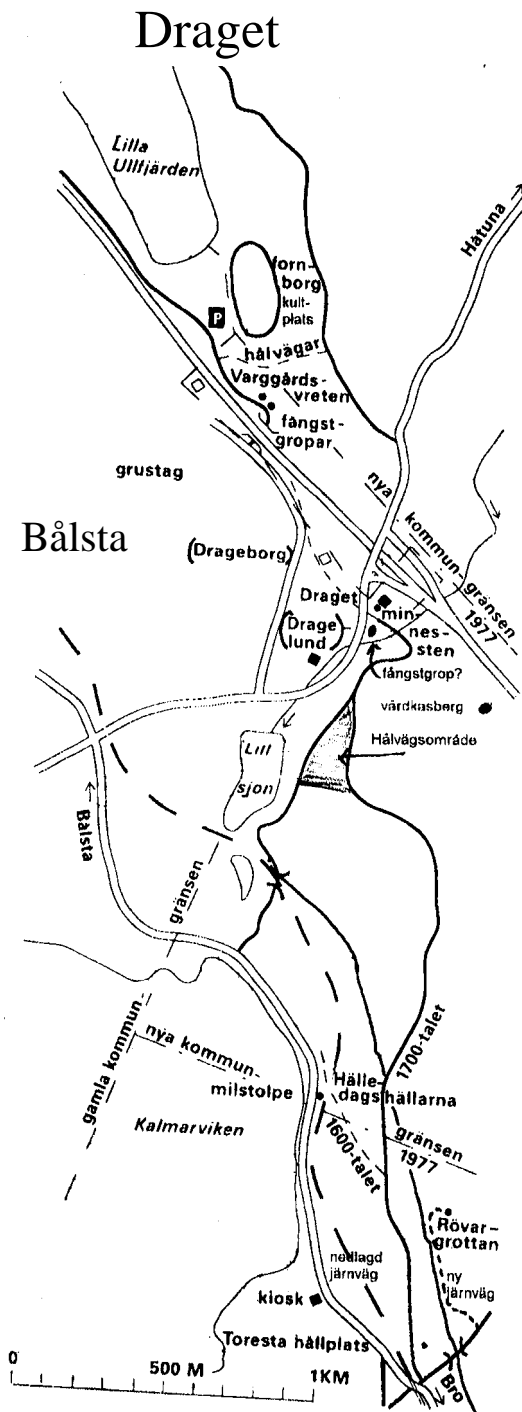 Draget
Lilla
Ullfjärden
Håtuna
forn-
borg
kult-
plats
P
hålvägar
Varggårds-
vreten
fångst-
gropar
grustag
nya
kommun-
gränsen
1977
Bålsta
(Drageborg)
Draget
min-
nes-
sten
(Drage
lund)
fångstgrop?
vårdkasberg
Hålvägsområde
Lill
sjön
Bålsta
gränsen
gamla kommun-
nya kommun-
gränsen
1977
1700-talet
milstolpe
Hälle-
dagshällarna
1600-talet
Kalmarviken
Rövar-
grottan
nedlagd
järnväg
ny
järnväg
kiosk
Toresta hållplats
Bro
0
500 M
1KM